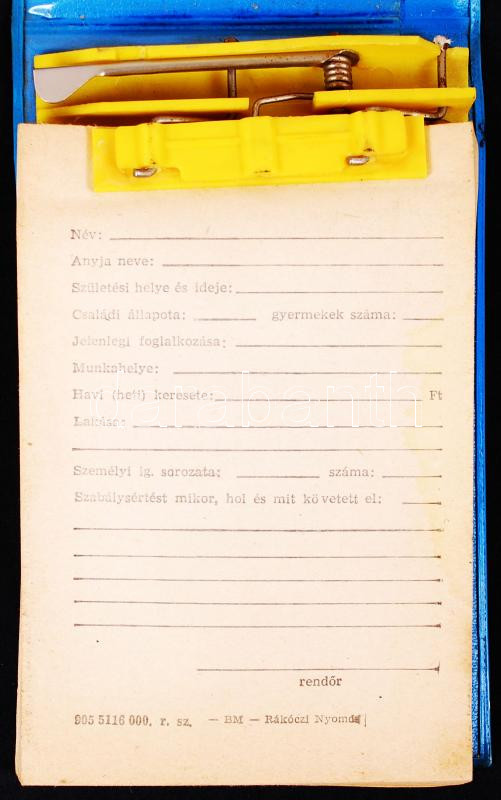 Név:
Anyja neve:
Születési helye és ideje:
Családi állapota: gyermekek száma:
Jelenlegi foglalkozása:
Munkahelye:
Havi (heti) keresete: Ft
darabanth
Lakása:
Személyi ig. sorozata: száma:
Szabálysértést mikor, hol és mit követett el:
rendőr
905 5116 000. r. sz. — BM — Rákóczi Nyomda